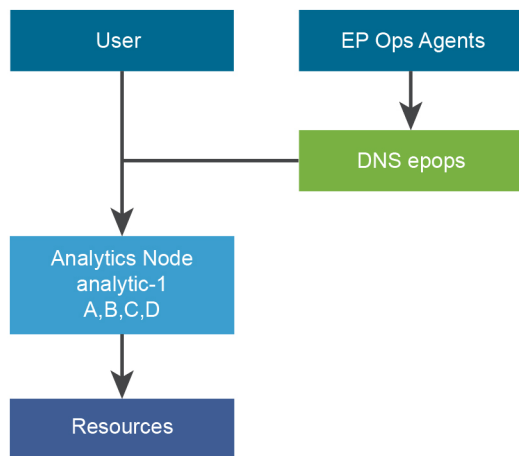 User
EP Ops Agents
DNS epops
Analytics Node
analytic-1
A,B,C,D
Resources